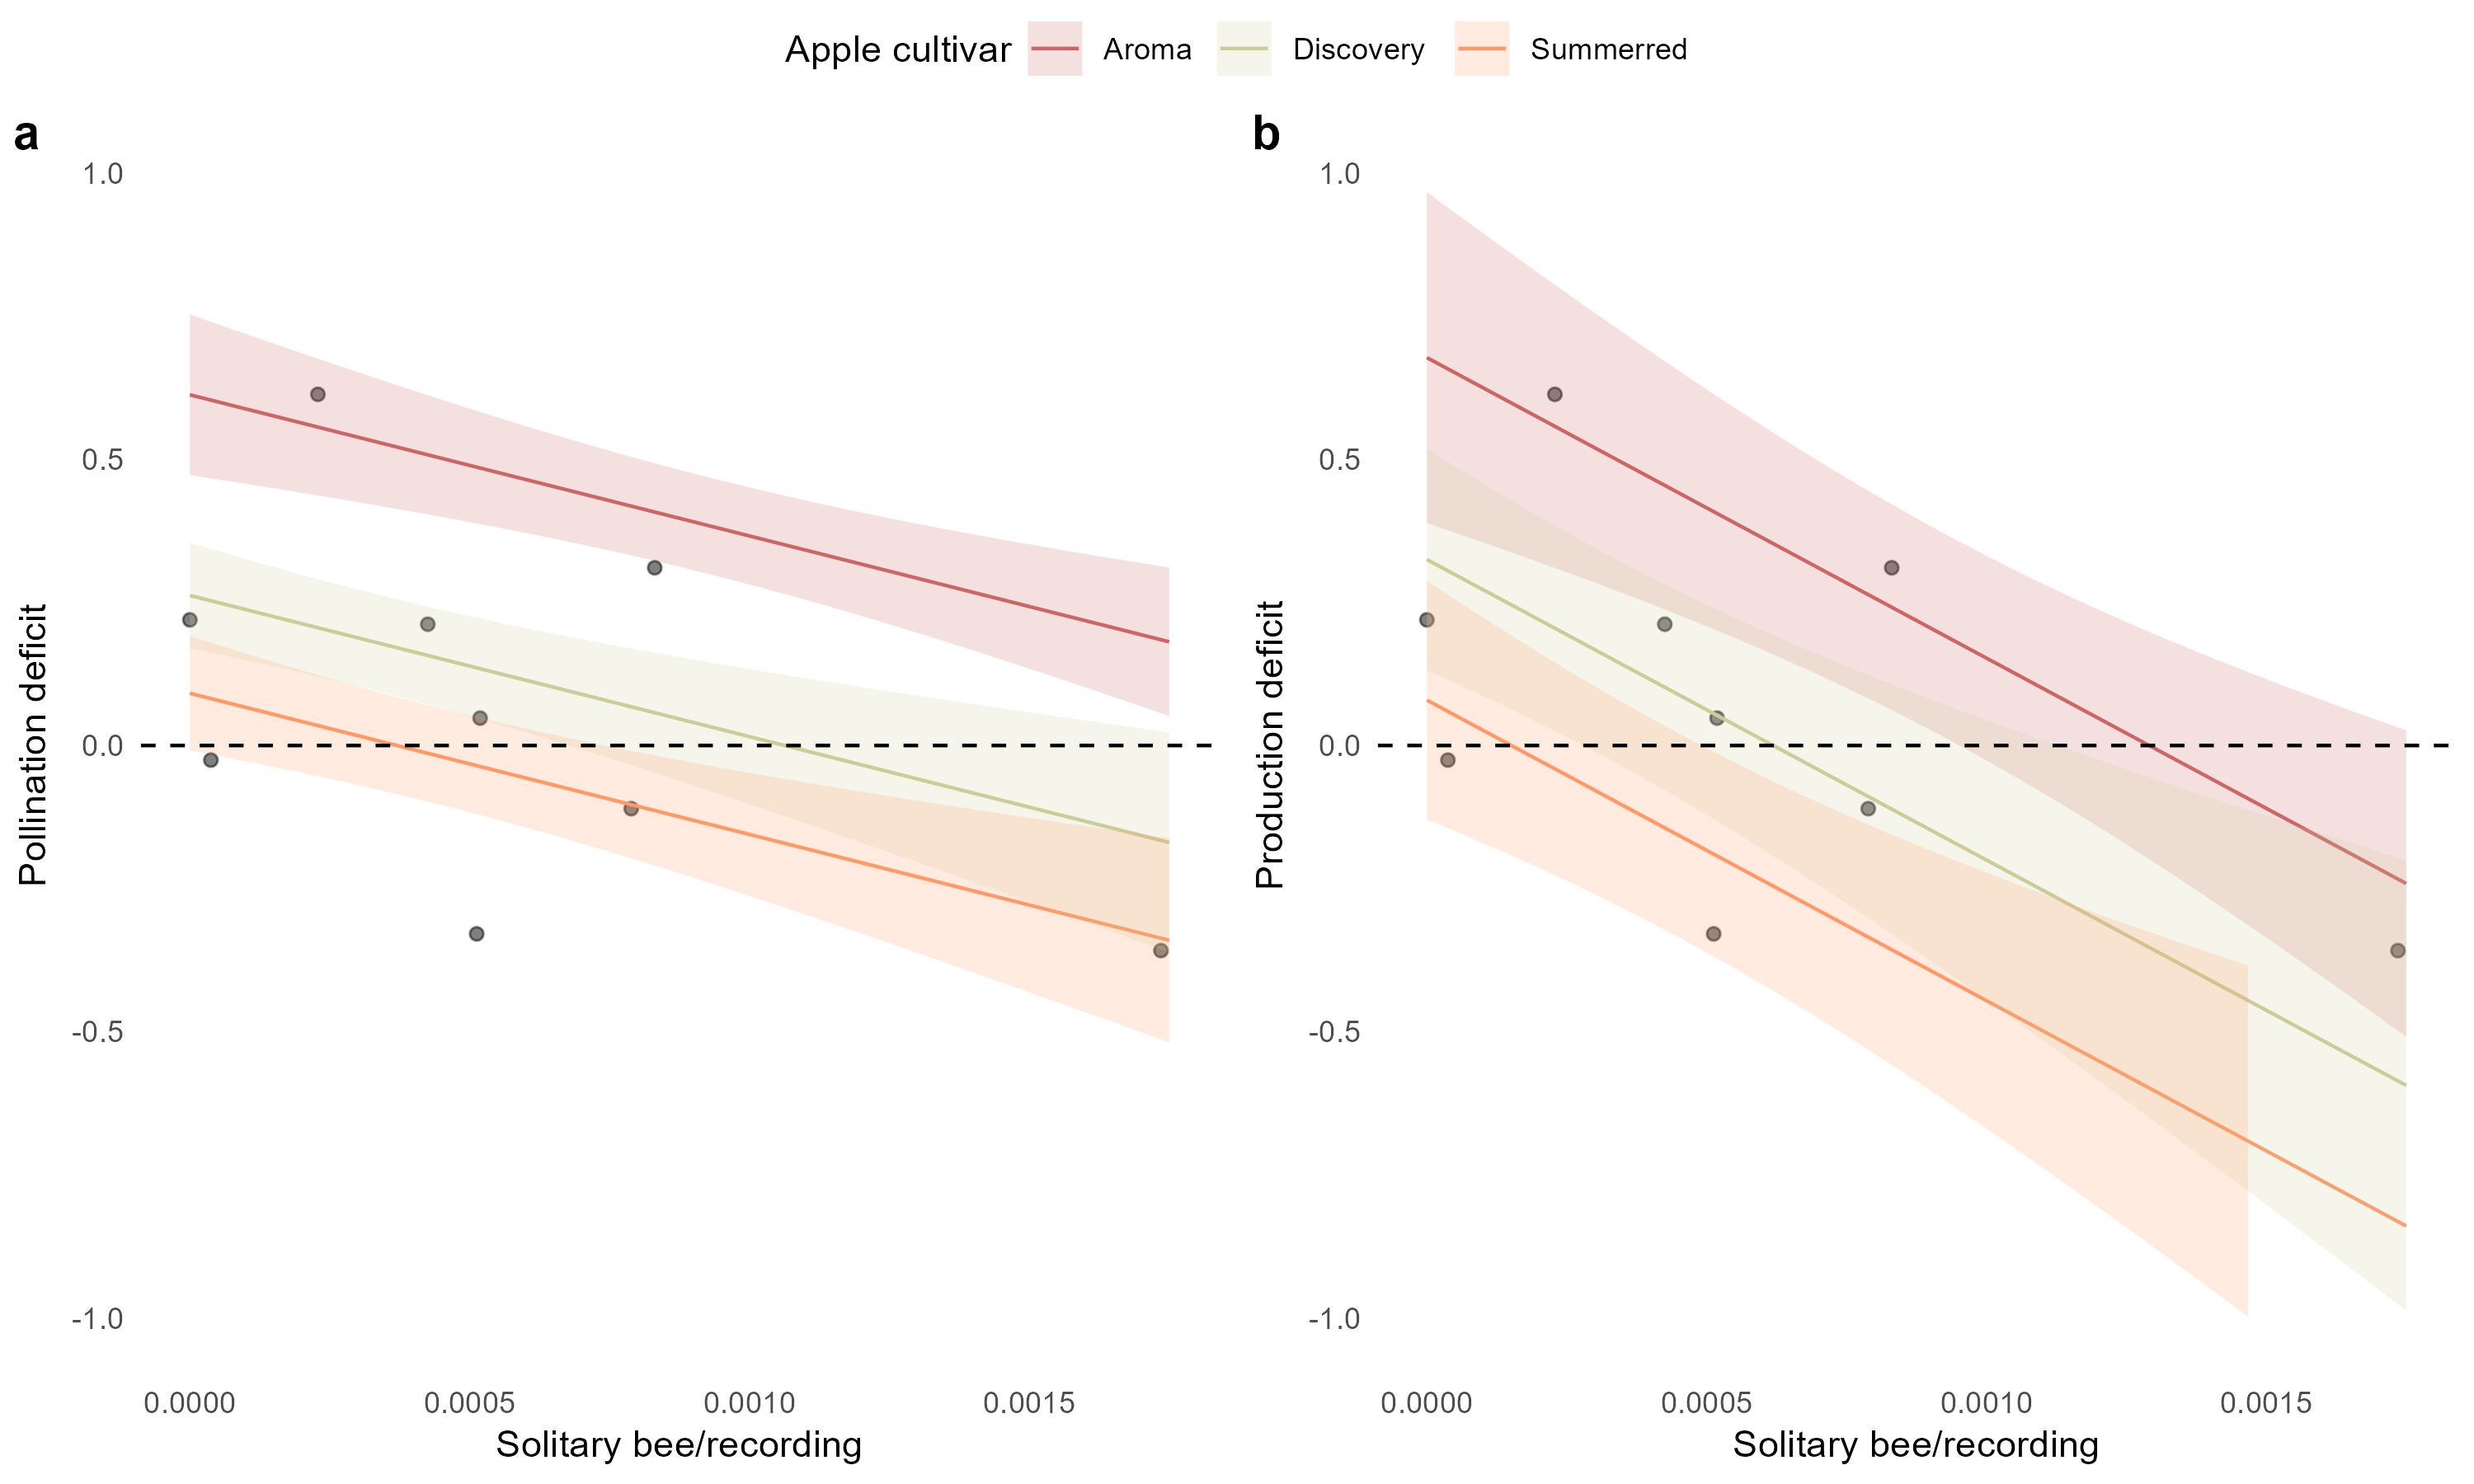 Apple cultivar Aroma Discovery Summerred
a
1.0
0.5
0.0
-0.5
-1.0
Pollination deficit
0.0000 0.0005 0.0010 0.0015
Solitary bee/recording
b
1.0
0.5
0.0
-0.5
-1.0
Production deficit
0.0000 0.0005 0.0010 0.0015
Solitary bee/recording